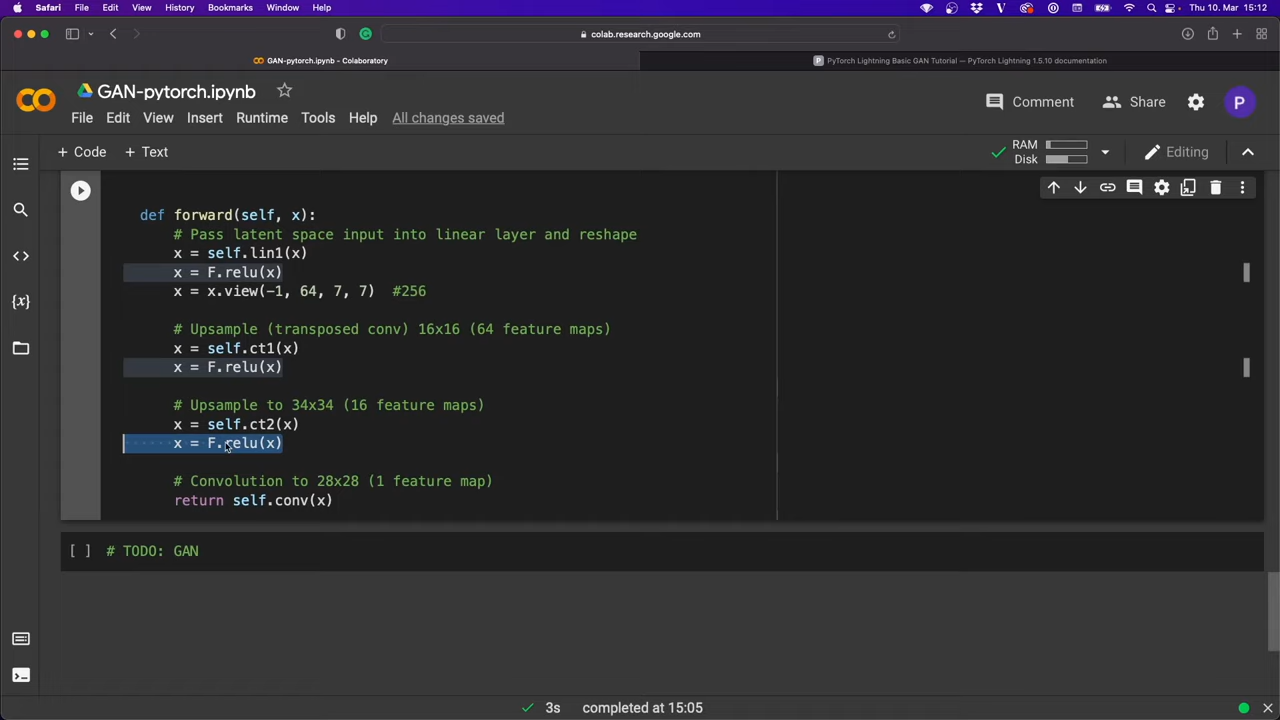 Safari File Edit View History Bookmarks Window Help Thu 10. Mar 15:12
colab.research.google.com
GAN-pytorch.ipynb - Colaboratory
PyTorch Lightning Basic GAN Tutorial — PyTorch Lightning 1.5.10 documentation
GAN-pytorch.ipynb
Comment Share P
File Edit View Insert Runtime Tools Help All changes saved
+ Code + Text
RAM
Disk
Editing
def forward(self, x):
# Pass latent space input into linear layer and reshape
x = self.lin1(x)
x = F.relu(x)
x = x.view(-1, 64, 7, 7) #256
# Upsample (transposed conv) 16x16 (64 feature maps)
x = self.ct1(x)
x = F.relu(x)
# Upsample to 34x34 (16 feature maps)
x = self.ct2(x)
x = F.relu(x)
# Convolution to 28x28 (1 feature map)
return self.conv(x)
[ ] # TODO: GAN
3s completed at 15:05